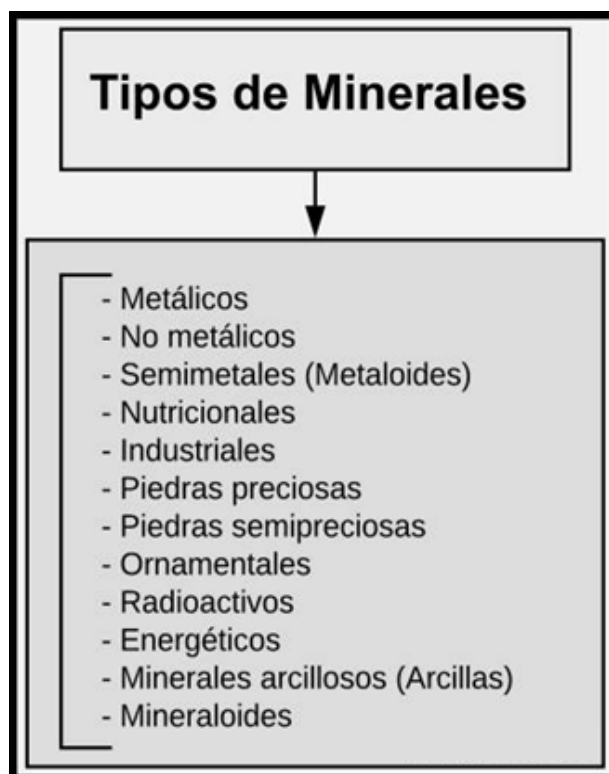 Tipos de Minerales
- Metálicos
- No metálicos
- Semimetales (Metaloides)
- Nutricionales
- Industriales
- Piedras preciosas
- Piedras semipreciosas
- Ornamentales
- Radioactivos
- Energéticos
- Minerales arcillosos (Arcillas)
- Mineraloides